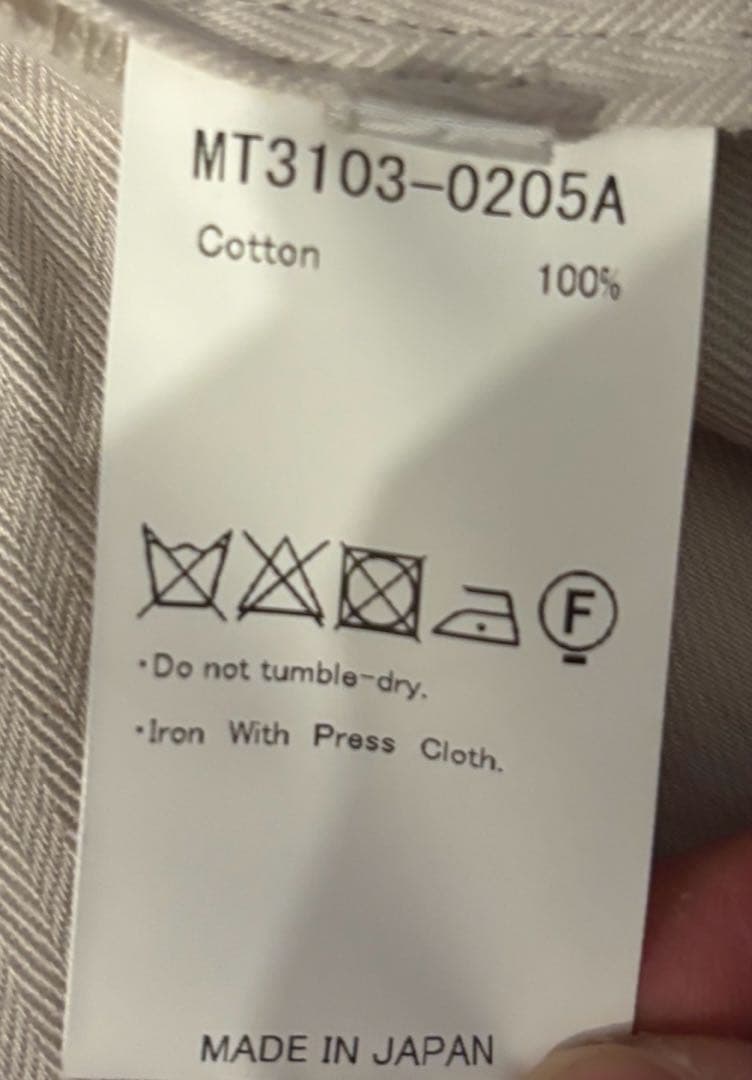 MT3103-0205A
Cotton 100%
F
・Do not tumble-dry.
・Iron With Press Cloth.
MADE IN JAPAN